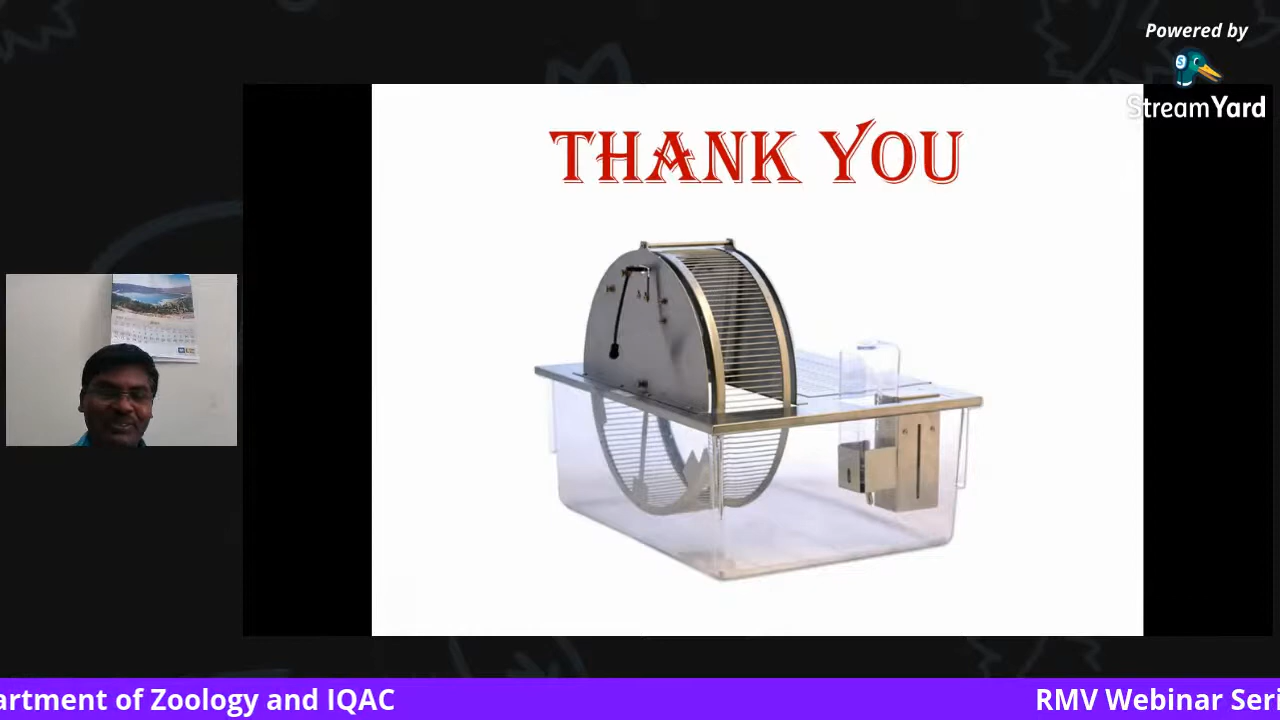 Powered by
StreamYard
THANK YOU
artment of Zoology and IQAC
RMV Webinar Seri